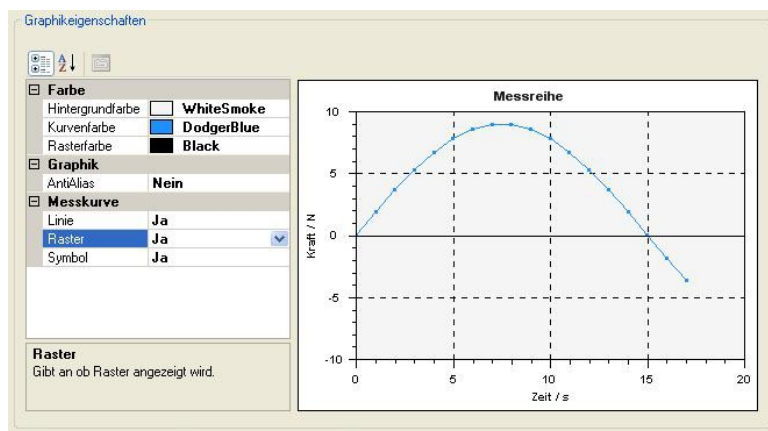 Graphikeigenschaften
Farbe
Hintergrundfarbe WhiteSmoke
Kurvenfarbe DodgerBlue
Rasterfarbe Black
Graphik
AntiAlias Nein
Messkurve
Linie Ja
Raster Ja
Symbol Ja
Raster
Gibt an ob Raster angezeigt wird.
Messreihe
10
5
0
-5
-10
Kraft / N
0 5 10 15 20
Zeit / s